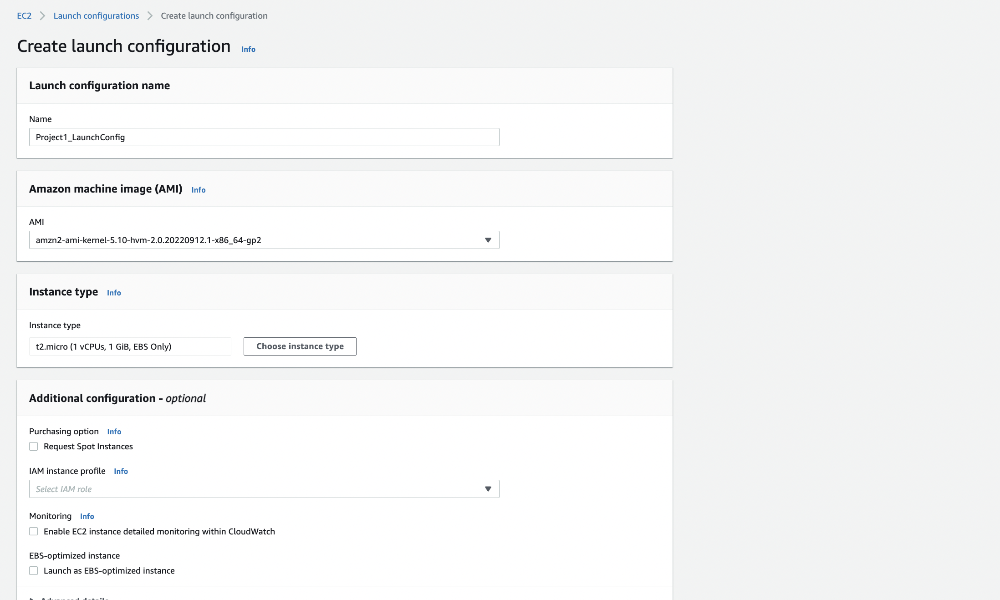 EC2 Launch configurations Create launch configuration
Create launch configuration Info
Launch configuration name
Name
Project1_LaunchConfig
Amazon machine image (AMI) Info
AMI
amzn2-ami-kernel-5.10-hvm-2.0.20220912.1-x86_64-gp2
Instance type Info
Instance type
t2.micro (1 vCPUs, 1 GiB, EBS Only) Choose instance type
Additional configuration - optional
Purchasing option Info
Request Spot Instances
IAM instance profile Info
Select IAM role
Monitoring Info
Enable EC2 instance detailed monitoring within CloudWatch
EBS-optimized instance
Launch as EBS-optimized instance
Advanced details